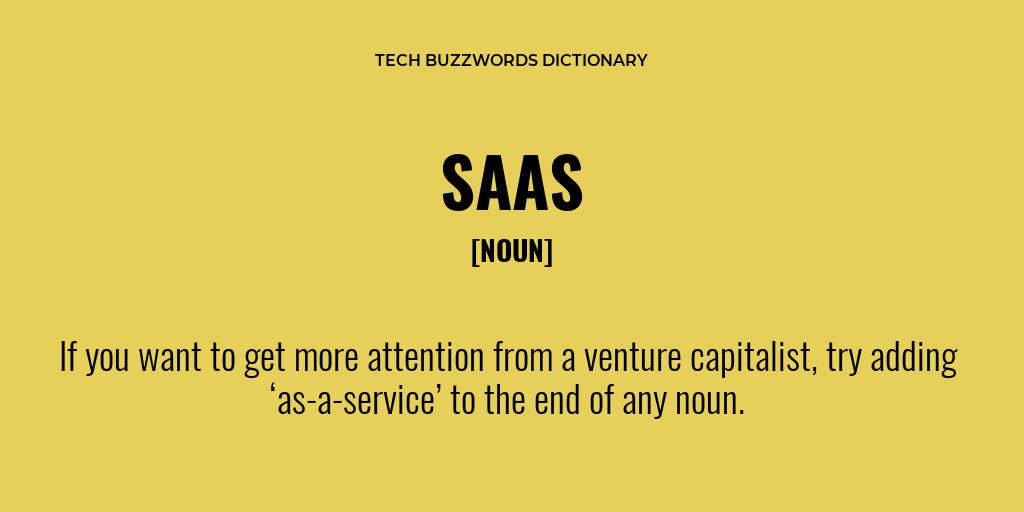 TECH BUZZWORDS DICTIONARY
SAAS
[NOUN]
If you want to get more attention from a venture capitalist, try adding
‘as-a-service’ to the end of any noun.